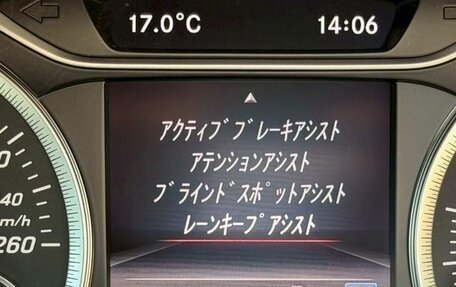 17.0°C 14:06
ｱｸﾃｨﾌﾞﾌﾞﾚｰｷｱｼｽﾄ
ｱﾃﾝｼｮﾝｱｼｽﾄ
ﾌﾞﾗｲﾝﾄﾞｽﾎﾟｯﾄｱｼｽﾄ
ﾚｰﾝｷｰﾌﾟｱｼｽﾄ
40
km/h
260